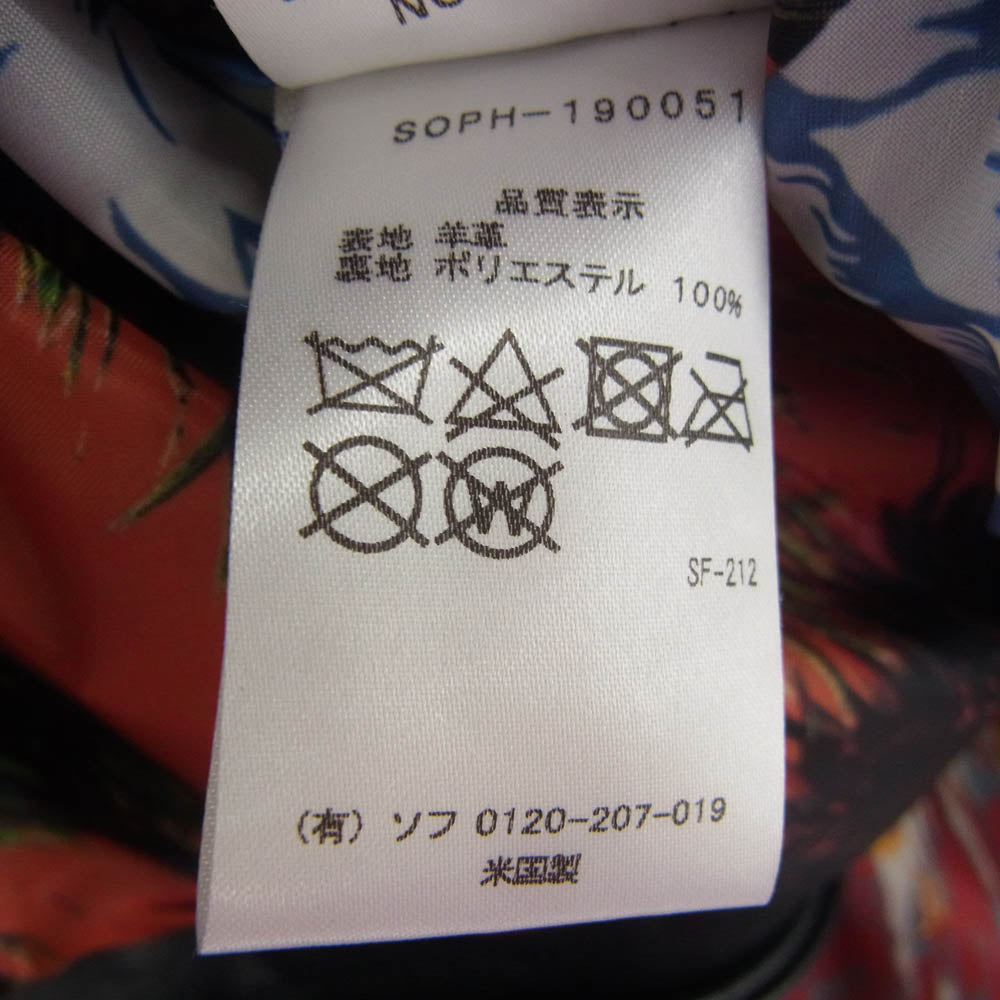 SOPH-190051
品質表示
表地 羊革
裏地 ポリエステル 100%
W
SF-212
(有) ソフ 0120-207-019
米国製